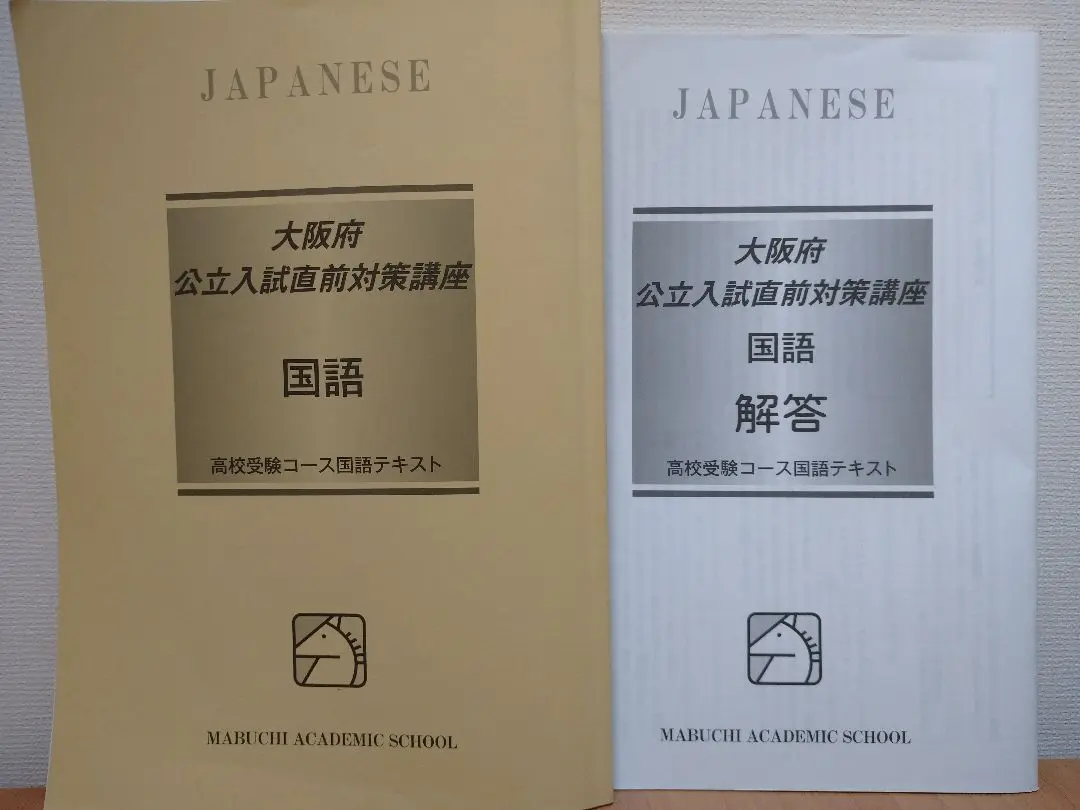 JAPANESE
大阪府
公立入試直前対策講座
国語
高校受験コース国語テキスト
MABUCHI ACADEMIC SCHOOL
JAPANESE
大阪府
公立入試直前対策講座
国語
解答
高校受験コース国語テキスト
MABUCHI ACADEMIC SCHOOL